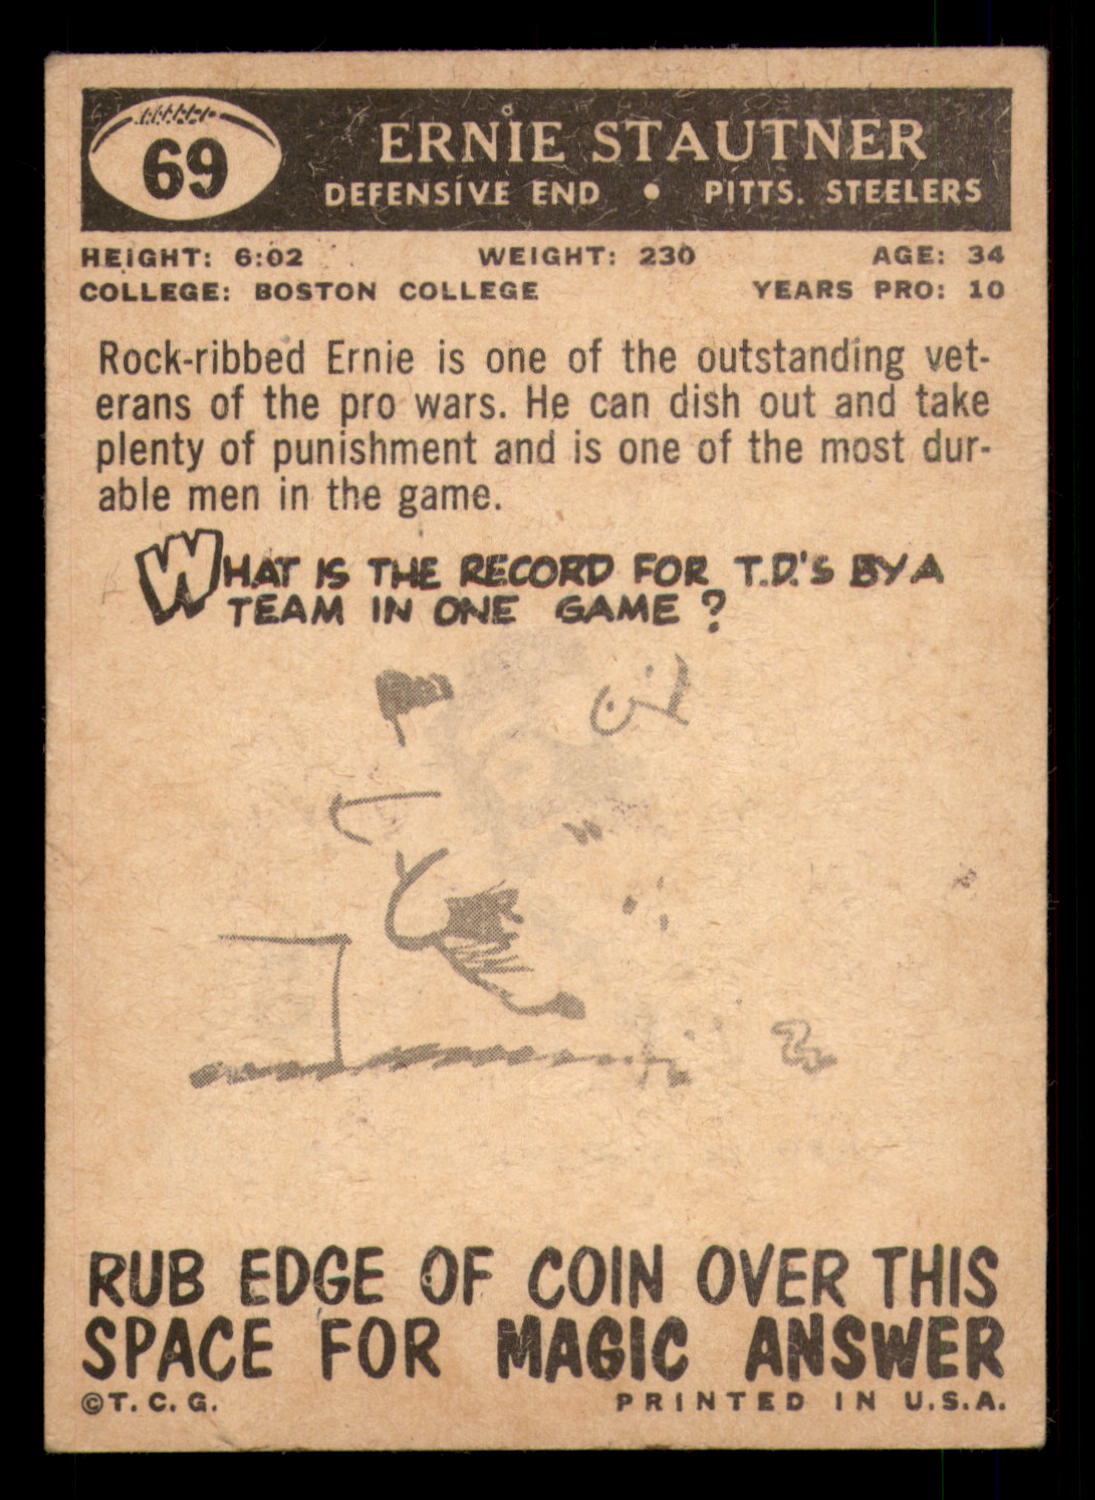 69
ERNIE STAUTNER
DEFENSIVE END • PITTS. STEELERS
HEIGHT: 6:02 WEIGHT: 230 AGE: 34
COLLEGE: BOSTON COLLEGE YEARS PRO: 10
Rock-ribbed Ernie is one of the outstanding vet-
erans of the pro wars. He can dish out and take
plenty of punishment and is one of the most dur-
able men in the game.
WHAT IS THE RECORD FOR T.D.'S BY A
TEAM IN ONE GAME?
RUB EDGE OF COIN OVER THIS
SPACE FOR MAGIC ANSWER
©T. C. G. PRINTED IN U.S.A.